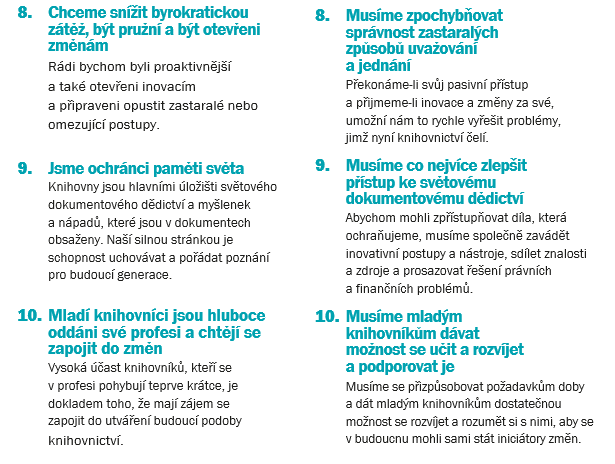 8. Chceme snížit byrokratickou
zátěž, být pružní a být otevřeni
změnám
Rádi bychom byli proaktivnější
a také otevřeni inovacím
a připraveni opustit zastaralé nebo
omezující postupy.
9. Jsme ochránci paměti světa
Knihovny jsou hlavními úložišti světového
dokumentového dědictví a myšlenek
a nápadů, které jsou v dokumentech
obsaženy. Naší silnou stránkou je
schopnost uchovávat a pořádat poznání
pro budoucí generace.
10. Mladí knihovníci jsou hluboce
oddáni své profesi a chtějí se
zapojit do změn
Vysoká účast knihovníků, kteří se
v profesi pohybují teprve krátce, je
dokladem toho, že mají zájem se
zapojit do utváření budoucí podoby
knihovnictví.
8. Musíme zpochybňovat
správnost zastaralých
způsobů uvažování
a jednání
Překonáme-li svůj pasivní přístup
a přijmeme-li inovace a změny za své,
umožní nám to rychle vyřešit problémy,
jimž nyní knihovnictví čelí.
9. Musíme co nejvíce zlepšit
přístup ke světovému
dokumentovému dědictví
Abychom mohli zpřístupňovat díla, která
ochraňujeme, musíme společně zavádět
inovativní postupy a nástroje, sdílet znalosti
a zdroje a prosazovat řešení právních
a finančních problémů.
10. Musíme mladým
knihovníkům dávat
možnost se učit a rozvíjet
a podporovat je
Musíme se přizpůsobovat požadavkům doby
a dát mladým knihovníkům dostatečnou
možnost se rozvíjet a rozumět si s nimi, aby se
v budoucnu mohli sami stát iniciátory změn.